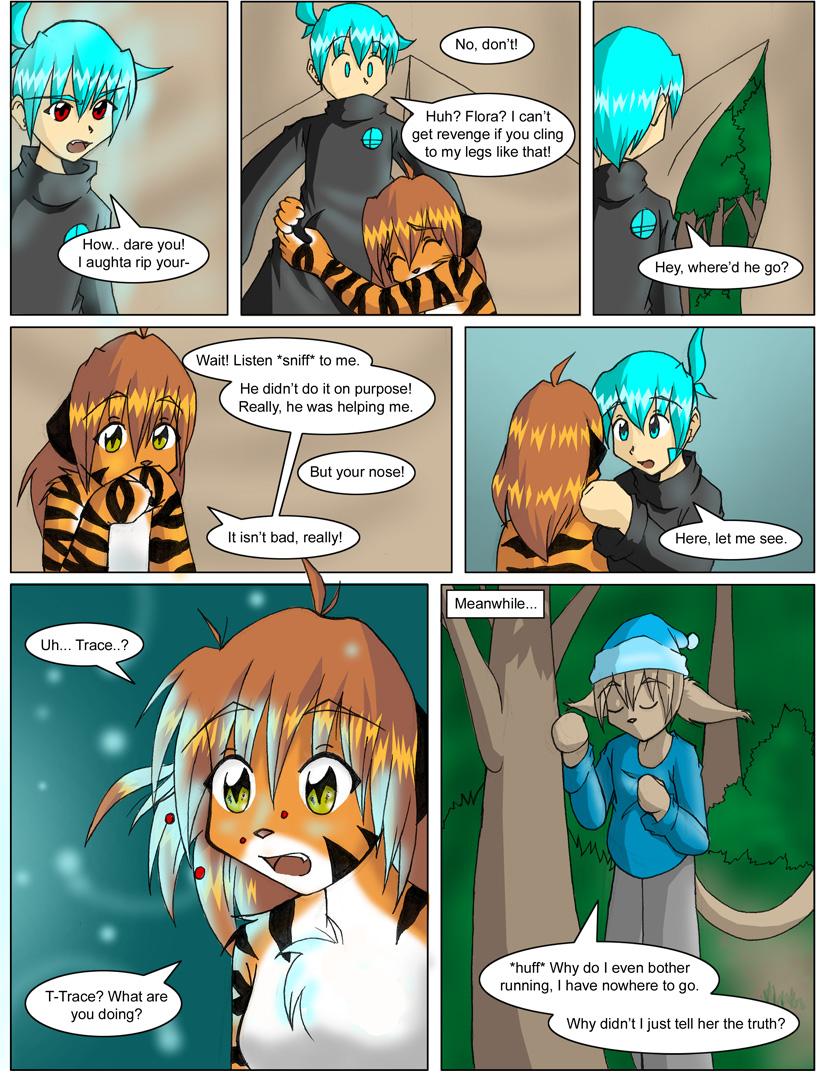 How.. dare you!
I aughta rip your-
No, don't!
Huh? Flora? I can't
get revenge if you cling
to my legs like that!
Hey, where'd he go?
Wait! Listen *sniff* to me.
He didn't do it on purpose!
Really, he was helping me.
But your nose!
It isn't bad, really!
Here, let me see.
Uh... Trace..?
T-Trace? What are
you doing?
Meanwhile...
*huff* Why do I even bother
running, I have nowhere to go.
Why didn't I just tell her the truth?